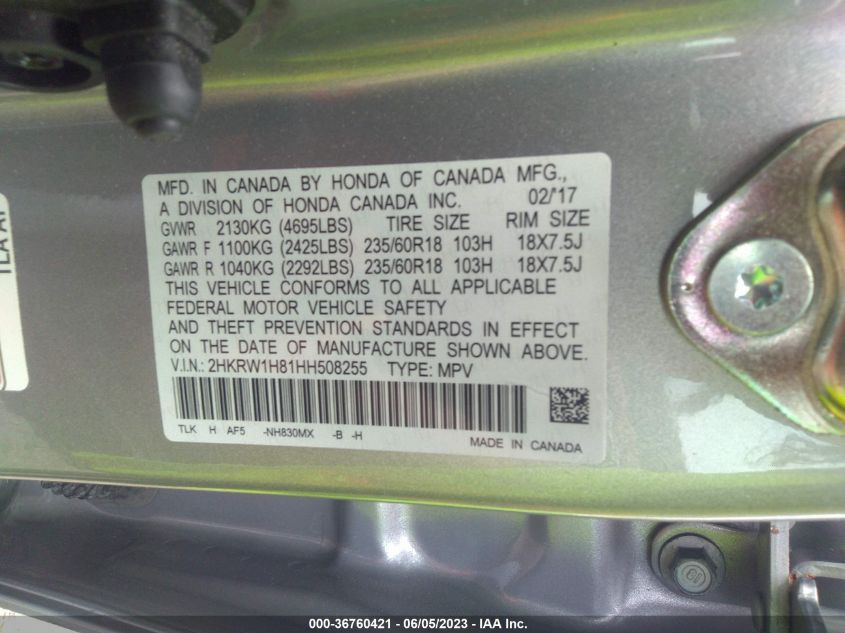 MFD. IN CANADA BY HONDA OF CANADA MFG.,
A DIVISION OF HONDA CANADA INC. 02/'17
GVWR 2130KG (4695LBS) TIRE SIZE RIM SIZE
GAWR F 1100KG (2425LBS) 235/60R18 103H 18X7.5J
GAWR R 1040KG (2292LBS) 235/60R18 103H 18X7.5J
THIS VEHICLE CONFORMS TO ALL APPLICABLE
FEDERAL MOTOR VEHICLE SAFETY
AND THEFT PREVENTION STANDARDS IN EFFECT
ON THE DATE OF MANUFACTURE SHOWN ABOVE.
V.I.N.: 2HKRW1H81HH508255 TYPE: MPV
TLK H AF5 -NH830MX -B -H
MADE IN CANADA
TLA A
000-36760421 - 06/05/2023 - IAA Inc.